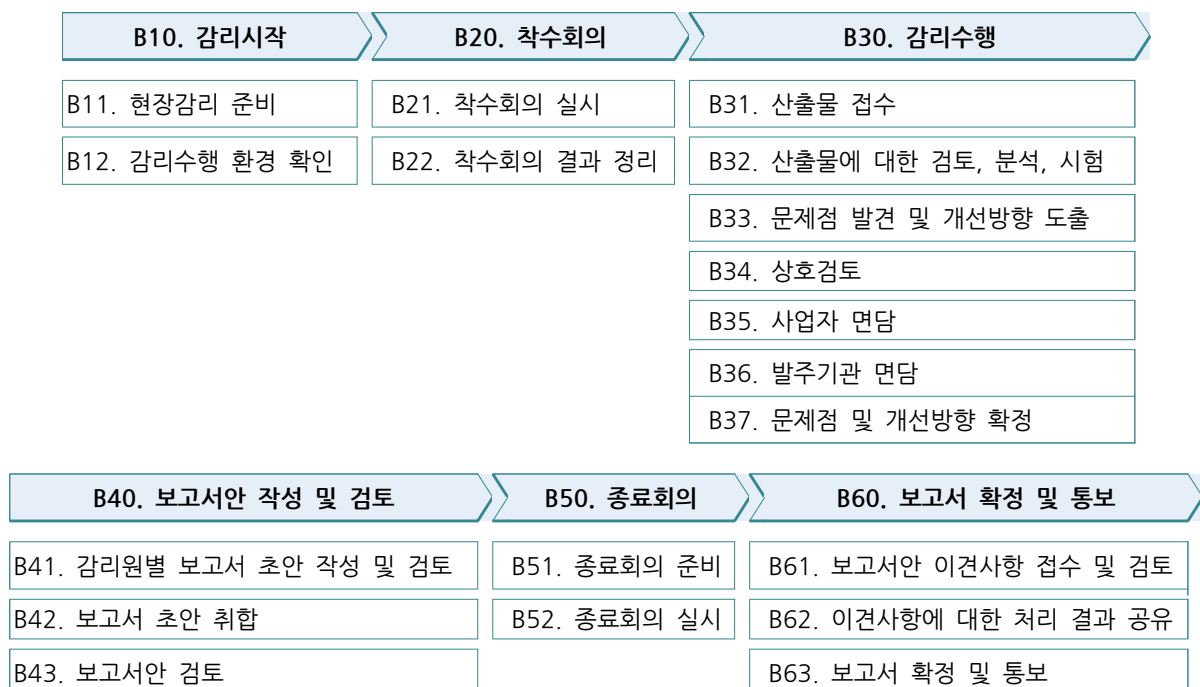 B10. 감리시작
B20. 착수회의
B30. 감리수행
B11. 현장감리 준비
B21. 착수회의 실시
B31. 산출물 접수
B12. 감리수행 환경 확인
B22. 착수회의 결과 정리
B32. 산출물에 대한 검토, 분석, 시험
B33. 문제점 발견 및 개선방향 도출
B34. 상호검토
B35. 사업자 면담
B36. 발주기관 면담
B37. 문제점 및 개선방향 확정
B40. 보고서안 작성 및 검토
B50. 종료회의
B60. 보고서 확정 및 통보
B41. 감리원별 보고서 초안 작성 및 검토
B51. 종료회의 준비
B61. 보고서안 이견사항 접수 및 검토
B42. 보고서 초안 취합
B52. 종료회의 실시
B62. 이견사항에 대한 처리 결과 공유
B43. 보고서안 검토
B63. 보고서 확정 및 통보